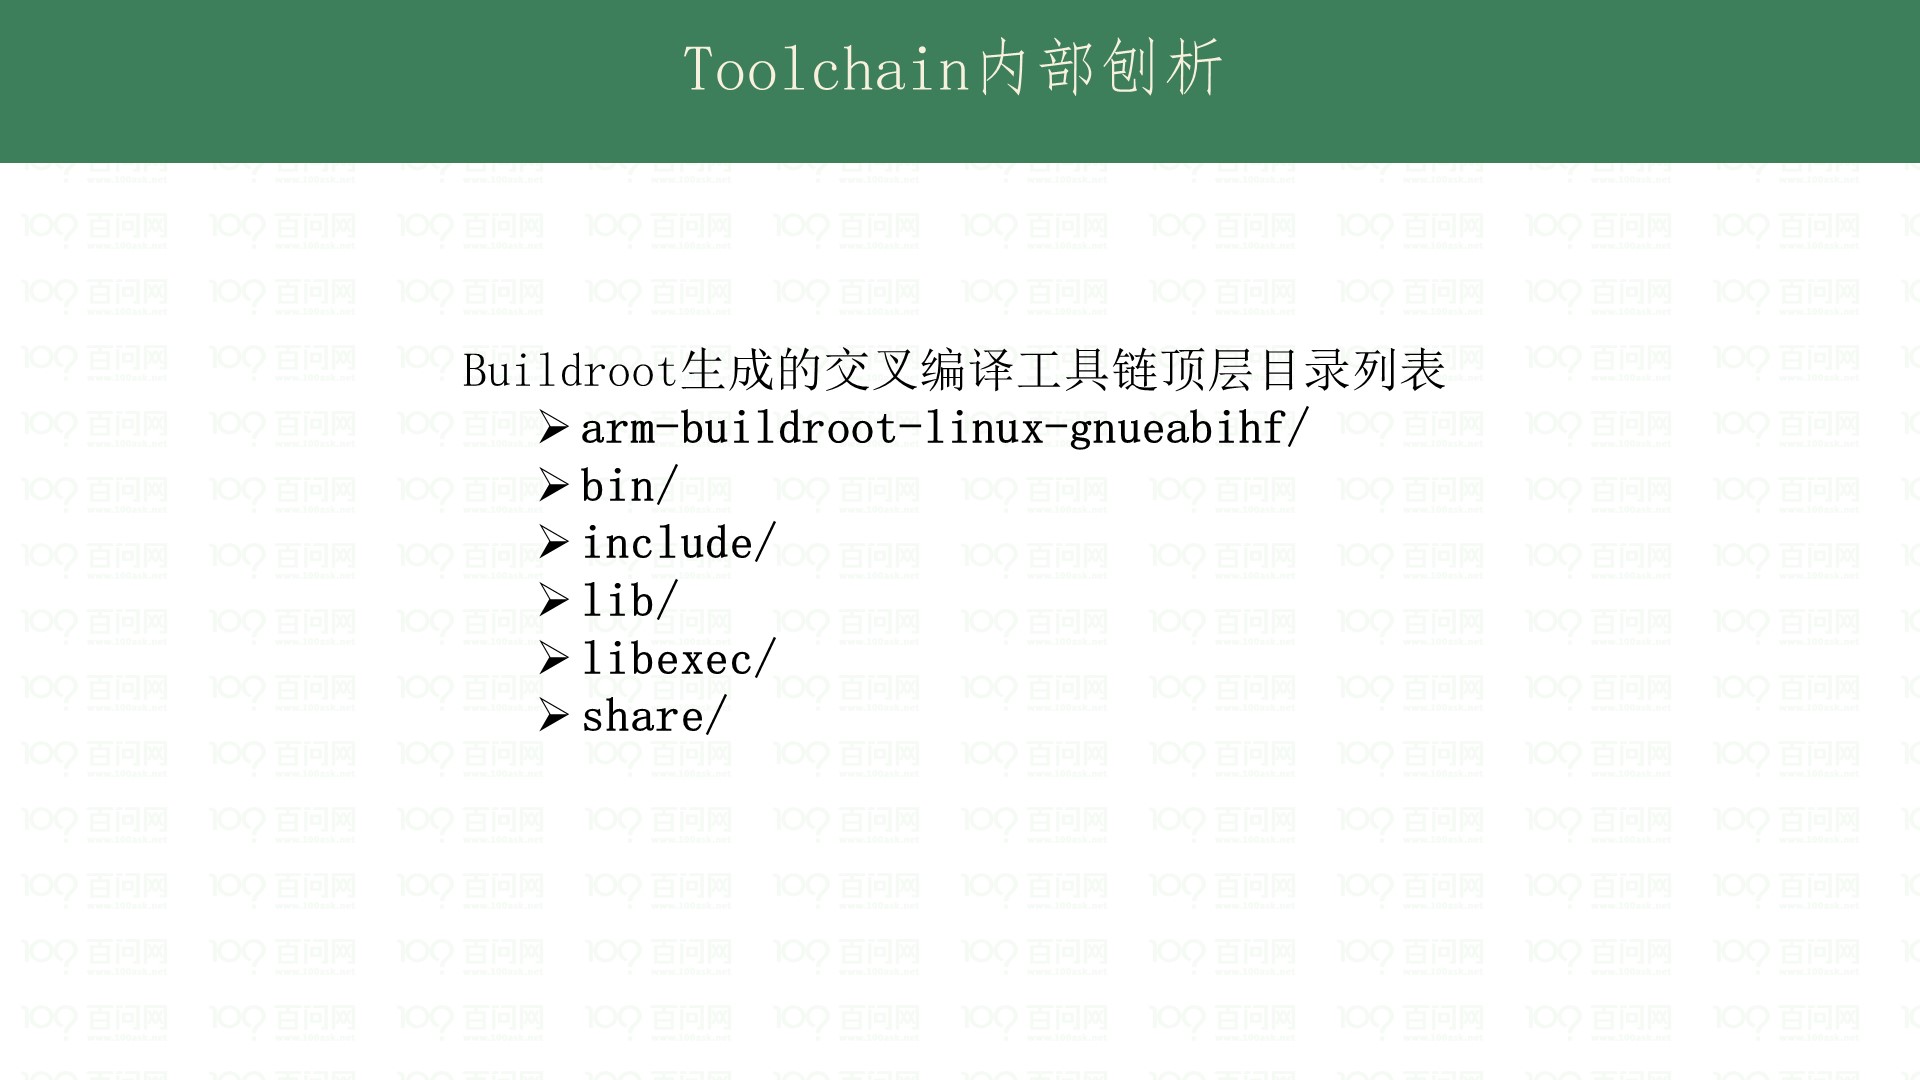 Toolchain内部刨析
Buildroot生成的交叉编译工具链顶层目录列表
➢arm-buildroot-linux-gnueabihf/
➢bin/
➢include/
➢lib/
➢libexec/
➢share/